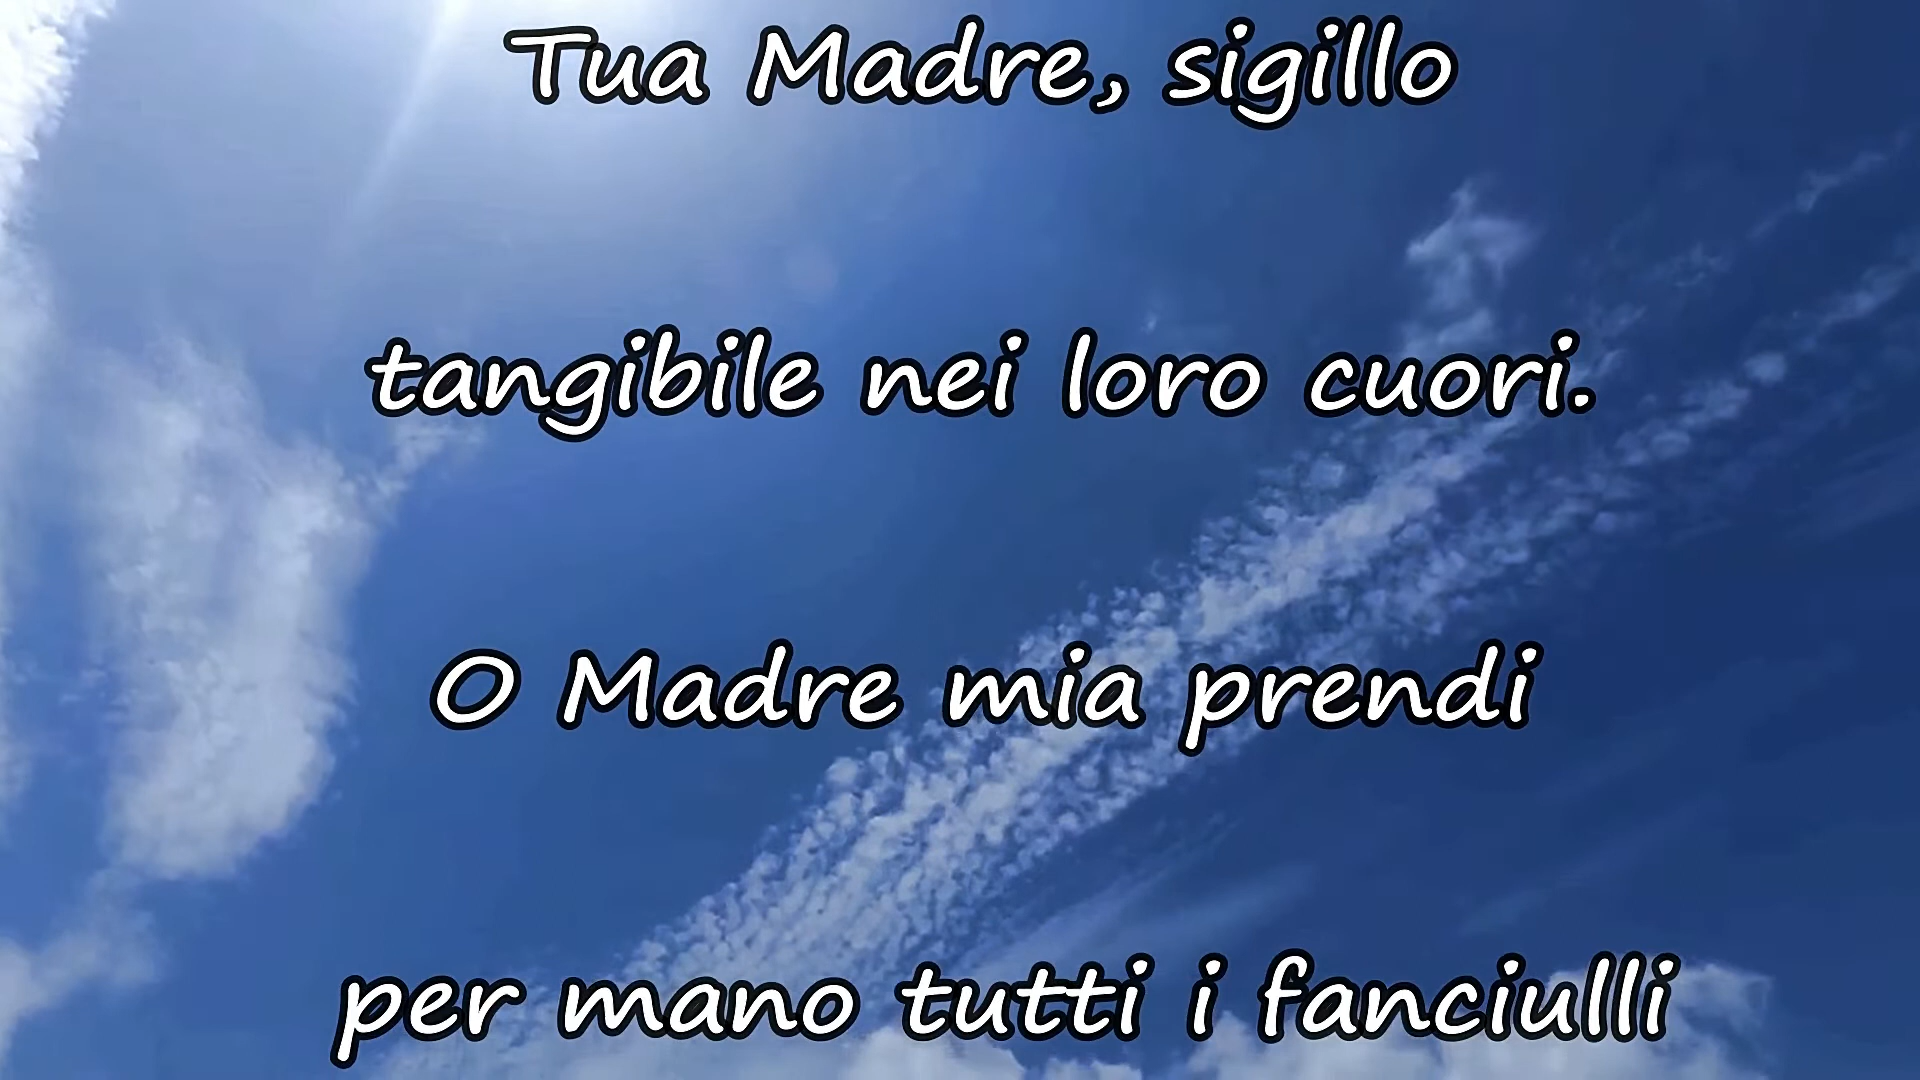 Tua Madre, sigillo
tangibile nei loro cuori.
O Madre mia prendi
per mano tutti i fanciulli